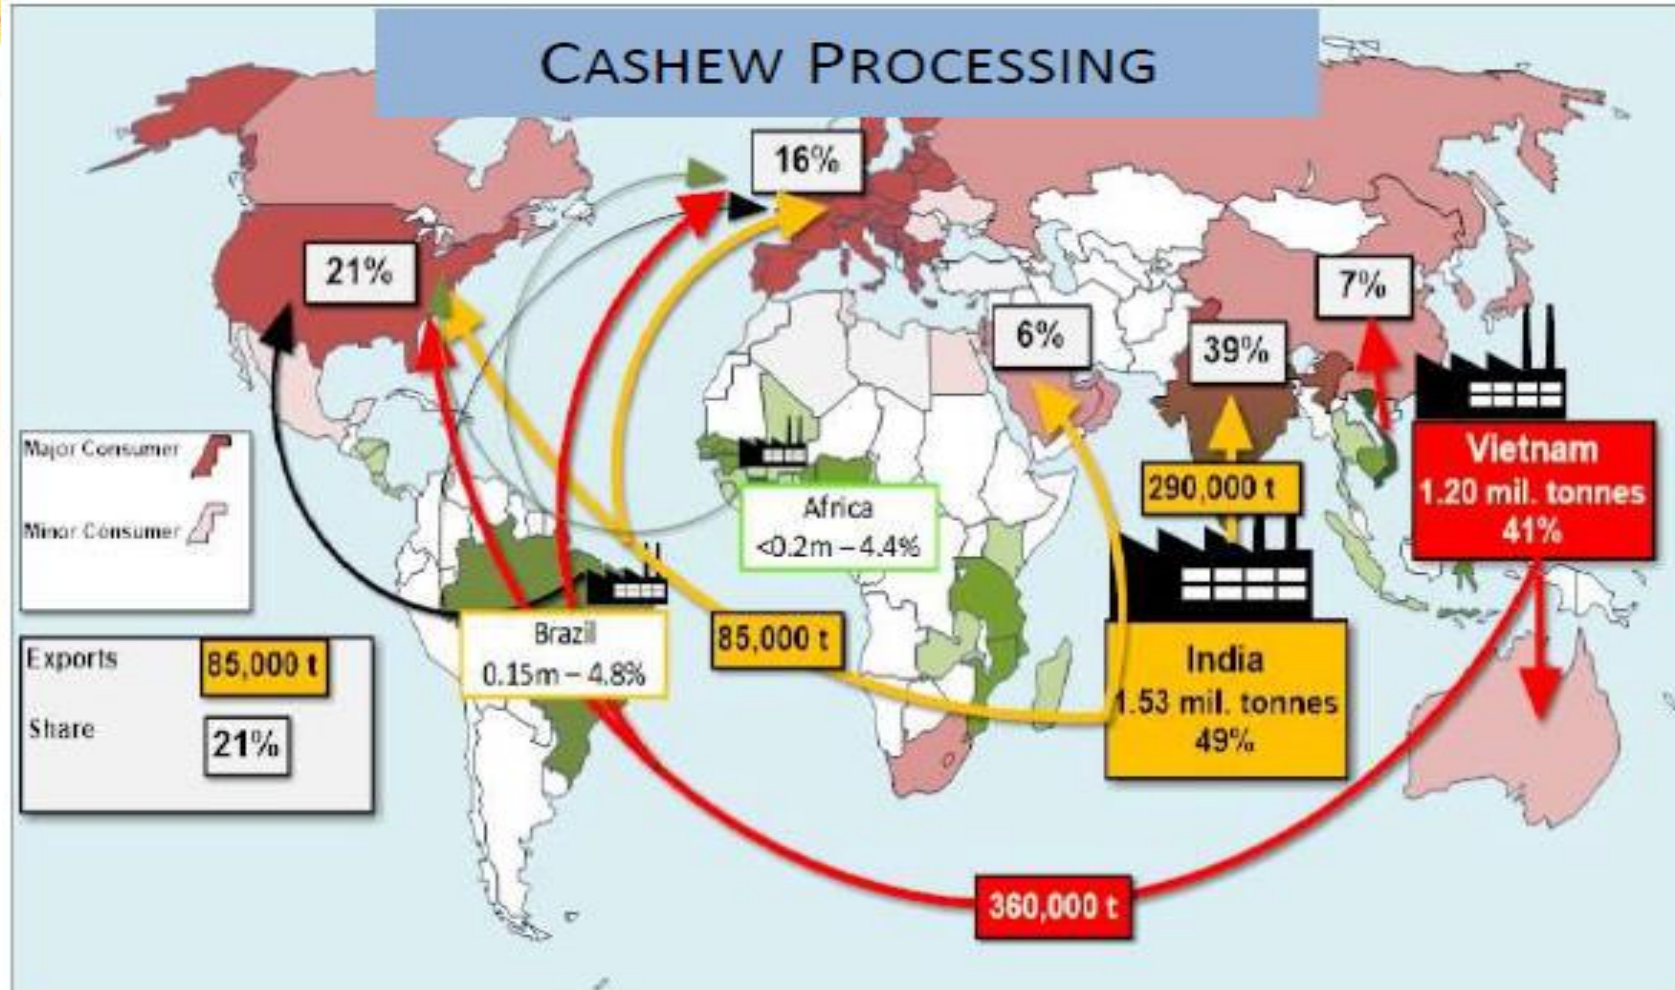 CASHEW PROCESSING
16%
21%
7%
6%
39%
Major Consumer
Minor Consumer
Vietnam
1.20 mil. tonnes
41%
290,000 t
Africa
<0.2m – 4.4%
Brazil
0.15m – 4.8%
85,000 t
India
1.53 mil. tonnes
49%
Exports
85,000 t
Share
21%
360,000 t